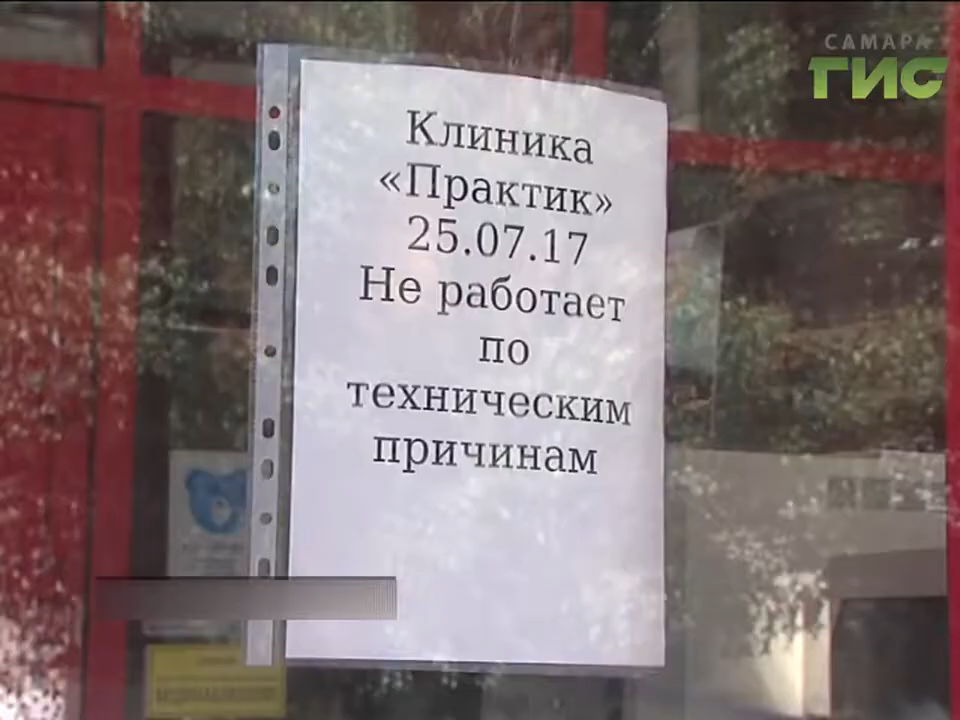 САМАРА
ГИС
Клиника
«Практик»
25.07.17
Не работает
по
техническим
причинам